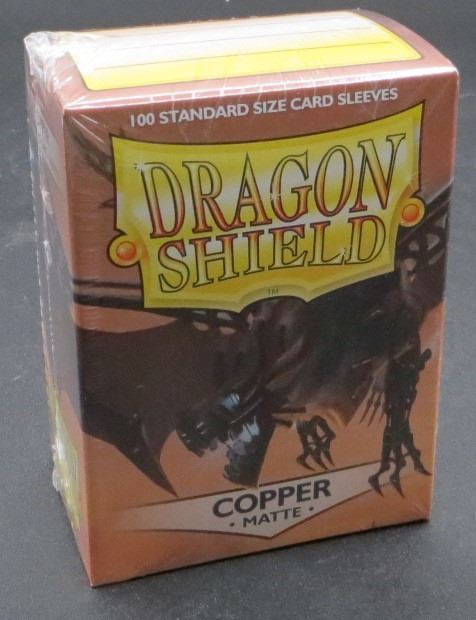 100 STANDARD SIZE CARD SLEEVES
DRAGON
SHIELD
TM
COPPER
• MATTE •